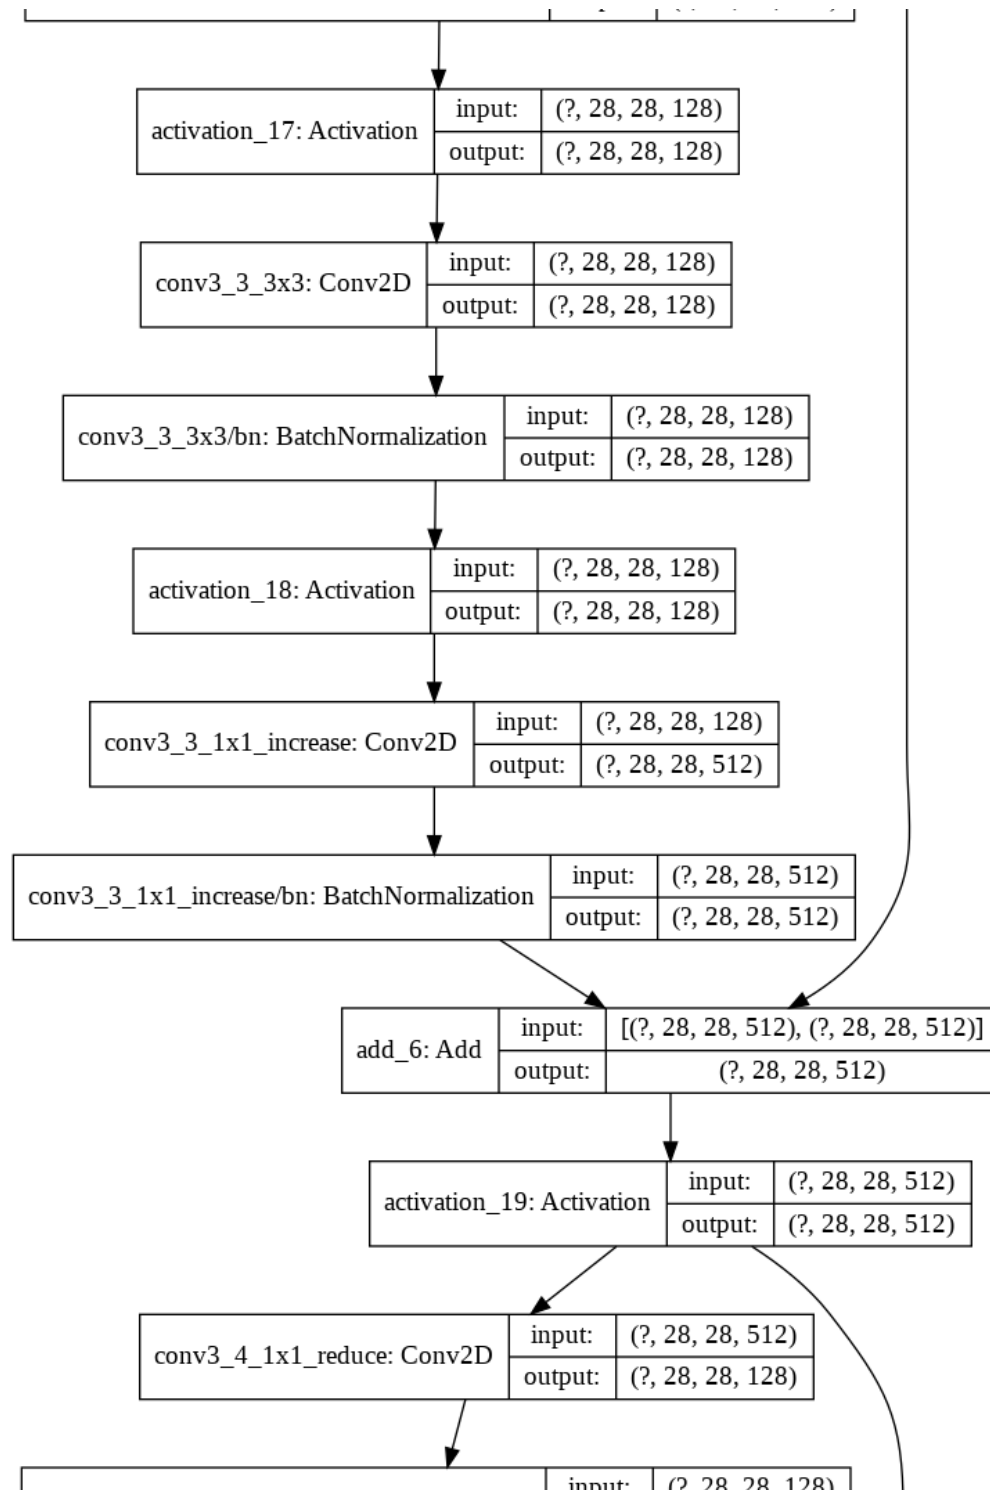 activation_17: Activation
input:
(?, 28, 28, 128)
output:
(?, 28, 28, 128)
conv3_3_3x3: Conv2D
input:
(?, 28, 28, 128)
output:
(?, 28, 28, 128)
conv3_3_3x3/bn: BatchNormalization
input:
(?, 28, 28, 128)
output:
(?, 28, 28, 128)
activation_18: Activation
input:
(?, 28, 28, 128)
output:
(?, 28, 28, 128)
conv3_3_1x1_increase: Conv2D
input:
(?, 28, 28, 128)
output:
(?, 28, 28, 512)
conv3_3_1x1_increase/bn: BatchNormalization
input:
(?, 28, 28, 512)
output:
(?, 28, 28, 512)
add_6: Add
input:
[(?, 28, 28, 512), (?, 28, 28, 512)]
output:
(?, 28, 28, 512)
activation_19: Activation
input:
(?, 28, 28, 512)
output:
(?, 28, 28, 512)
conv3_4_1x1_reduce: Conv2D
input:
(?, 28, 28, 512)
output:
(?, 28, 28, 128)
input:
(?, 28, 28, 128)